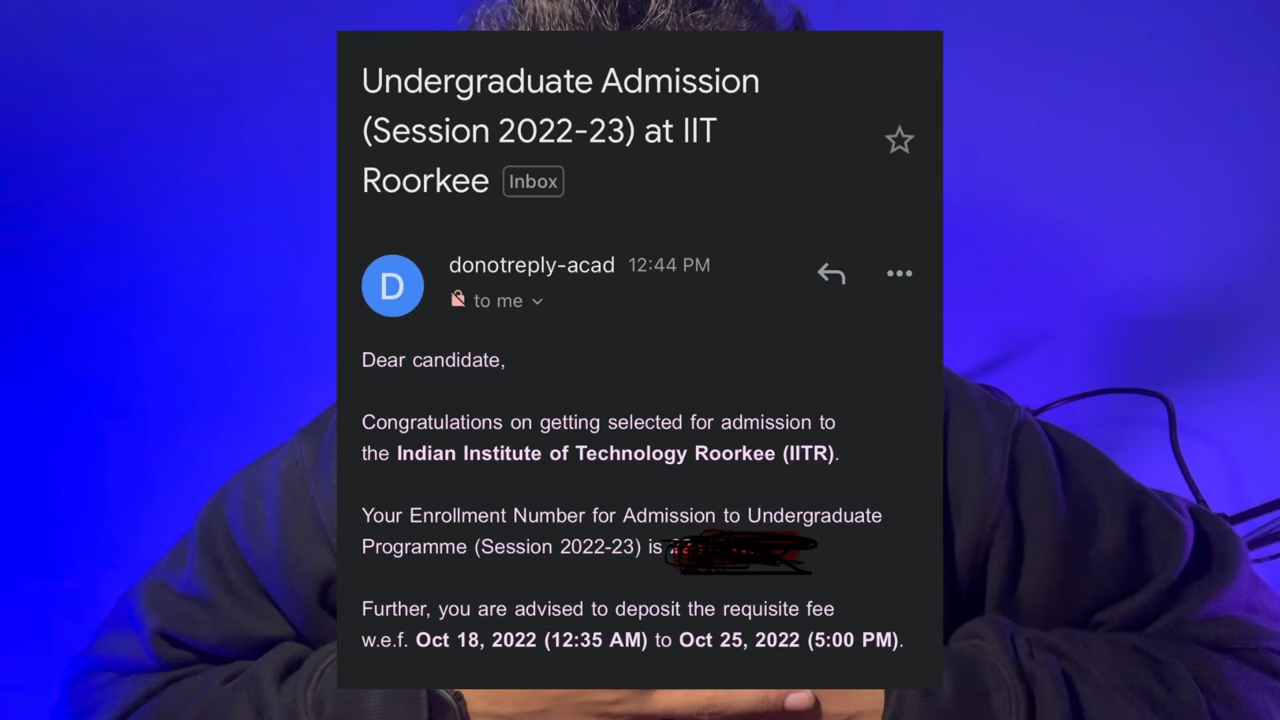 Undergraduate Admission
(Session 2022-23) at IIT
Roorkee Inbox
D
donotreply-acad 12:44 PM
to me
Dear candidate,
Congratulations on getting selected for admission to
the Indian Institute of Technology Roorkee (IITR).
Your Enrollment Number for Admission to Undergraduate
Programme (Session 2022-23) is
Further, you are advised to deposit the requisite fee
w.e.f. Oct 18, 2022 (12:35 AM) to Oct 25, 2022 (5:00 PM).